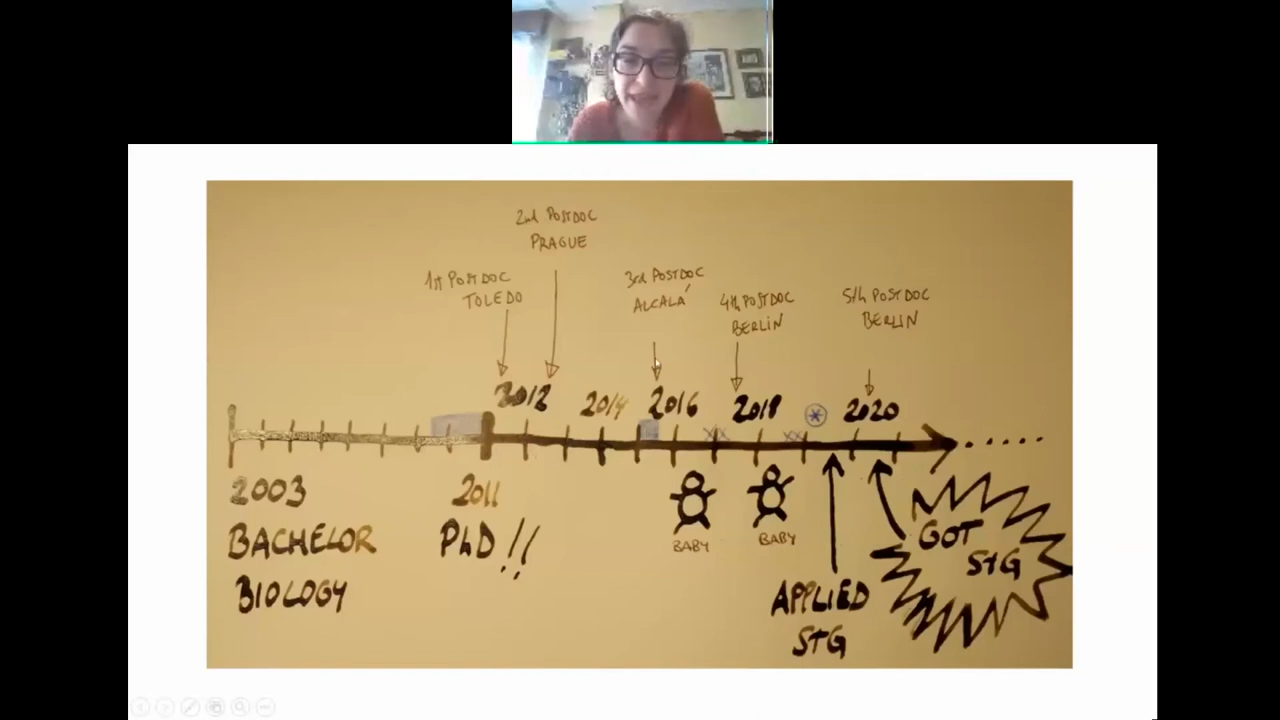 2nd POSTDOC
PRAGUE
1st POSTDOC
TOLEDO
3rd POSTDOC
ALCALÁ
4th POSTDOC
BERLIN
5th POSTDOC
BERLIN
2012
2014
2016
2018
2020
2003
BACHELOR
BIOLOGY
2011
PhD!!
BABY
BABY
APPLIED
StG
GOT
StG